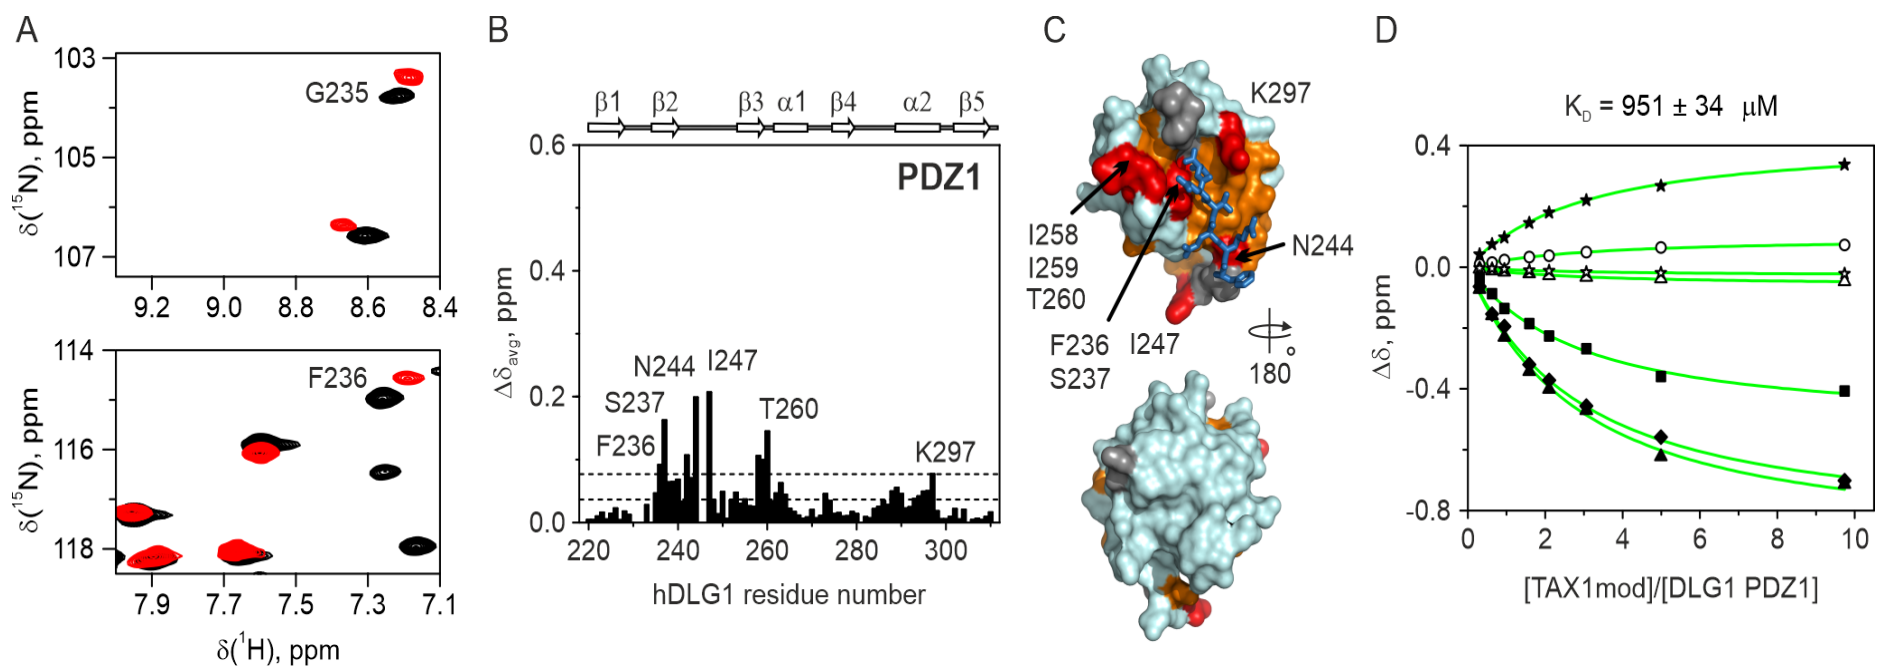 A
103
105
107
δ(15N), ppm
G235
9.2 9.0 8.8 8.6 8.4
114
116
118
δ(15N), ppm
F236
7.9 7.7 7.5 7.3 7.1
δ(1H), ppm
B
β1 β2 β3 α1 β4 α2 β5
0.6
0.4
0.2
0.0
Δδavg, ppm
PDZ1
N244 I247
S237
F236
T260
K297
220 240 260 280 300
hDLG1 residue number
C
K297
I258
I259
T260
N244
F236 I247
S237
180°
D
KD = 951 ± 34 μM
0.4
0.0
-0.4
-0.8
Δδ, ppm
0 2 4 6 8 10
[TAX1mod]/[DLG1 PDZ1]